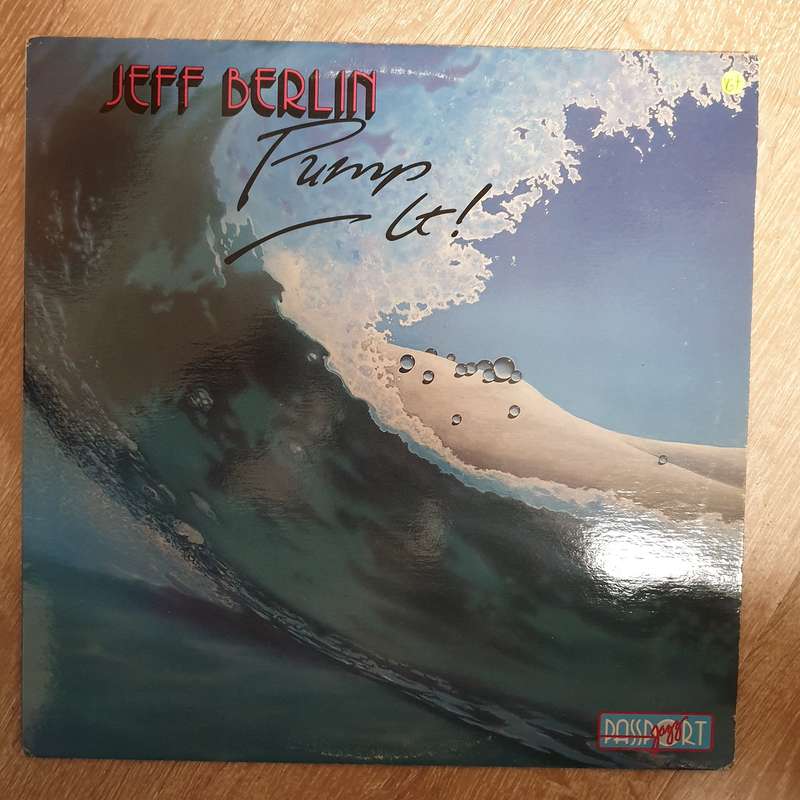 JEFF BERLIN
Pump
It!
PASSPORT
Jazz